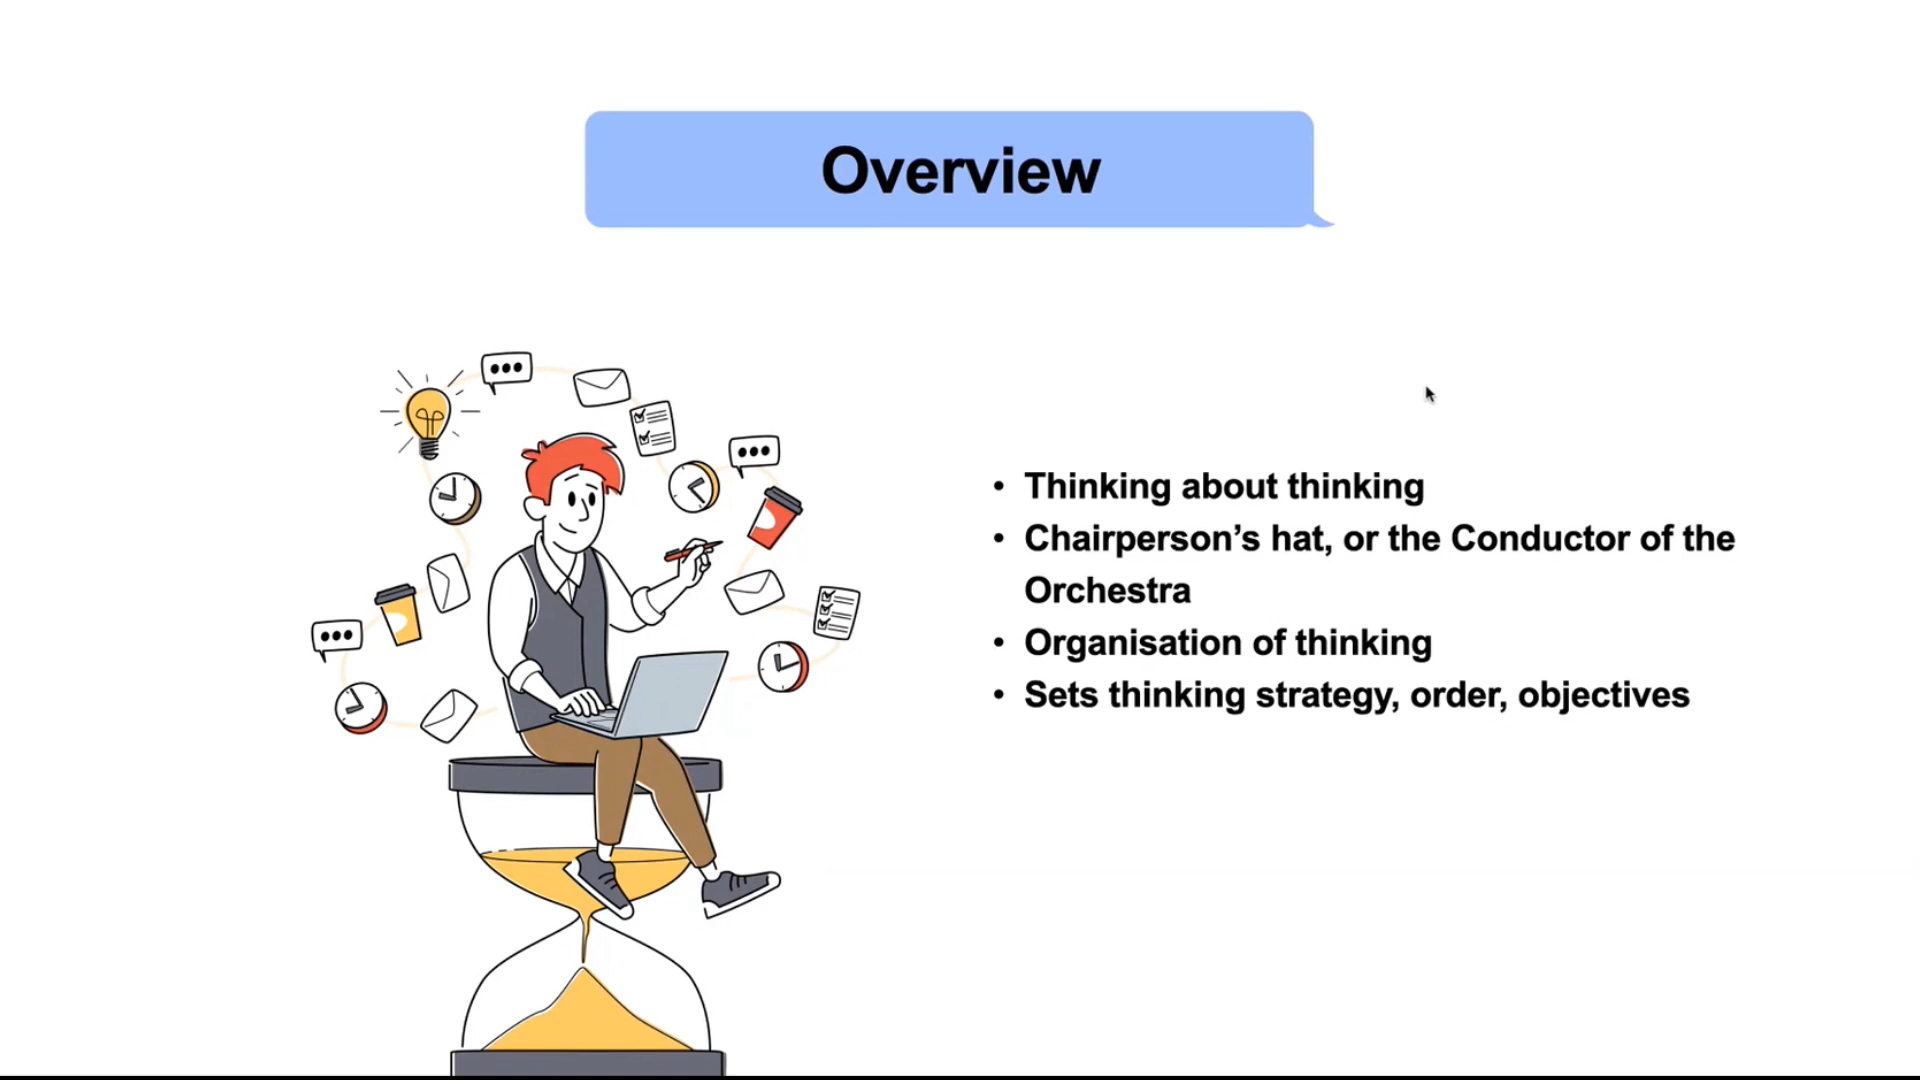 Overview
• Thinking about thinking
• Chairperson’s hat, or the Conductor of the
Orchestra
• Organisation of thinking
• Sets thinking strategy, order, objectives